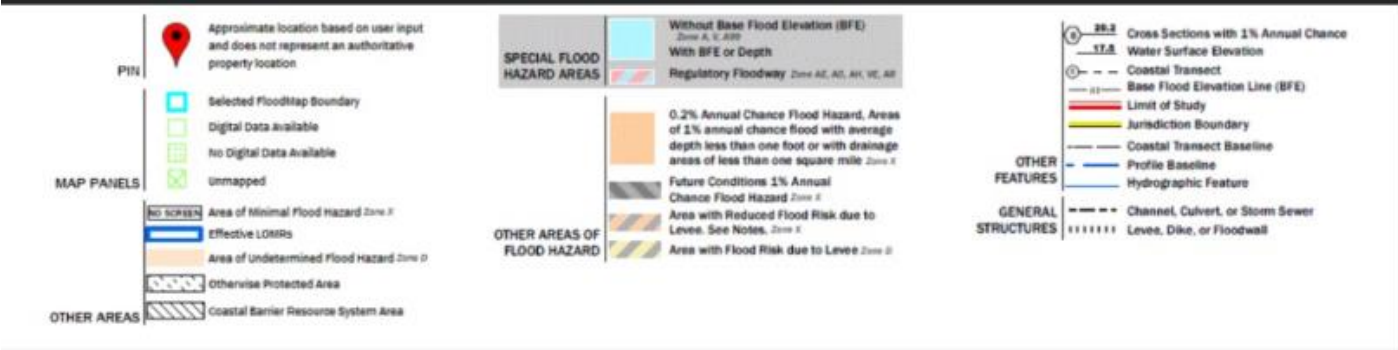 Approximate location based on user input
and does not represent an authoritative
property location
PIN
Selected FloodMap Boundary
Digital Data Available
No Digital Data Available
Unmapped
MAP PANELS
NO SCREEN Area of Minimal Flood Hazard Zone X
Effective LOMRs
Area of Undetermined Flood Hazard Zone D
Otherwise Protected Area
Coastal Barrier Resource System Area
OTHER AREAS
Without Base Flood Elevation (BFE)
Zone A, V, A99
With BFE or Depth
SPECIAL FLOOD
HAZARD AREAS
Regulatory Floodway Zone AE, AO, AH, VE, AR
0.2% Annual Chance Flood Hazard, Areas
of 1% annual chance flood with average
depth less than one foot or with drainage
areas of less than one square mile Zone X
Future Conditions 1% Annual
Chance Flood Hazard Zone X
Area with Reduced Flood Risk due to
Levee. See Notes. Zone X
Area with Flood Risk due to Levee Zone D
OTHER AREAS OF
FLOOD HAZARD
20.2 Cross Sections with 1% Annual Chance
17.5 Water Surface Elevation
Coastal Transect
Base Flood Elevation Line (BFE)
Limit of Study
Jurisdiction Boundary
Coastal Transect Baseline
Profile Baseline
Hydrographic Feature
OTHER
FEATURES
Channel, Culvert, or Storm Sewer
Levee, Dike, or Floodwall
GENERAL
STRUCTURES